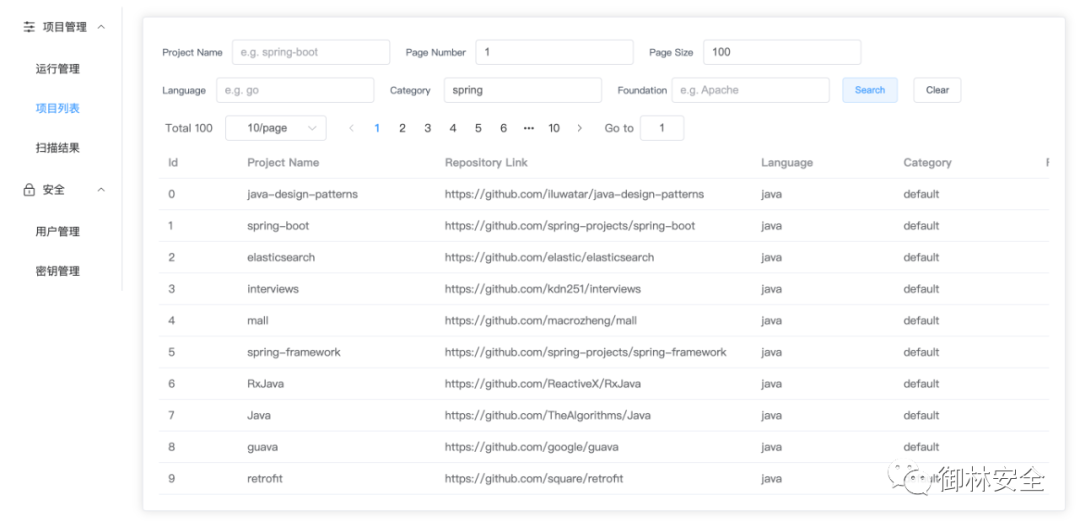 项目管理
运行管理
项目列表
扫描结果
安全
用户管理
密钥管理
Project Name e.g. spring-boot Page Number 1 Page Size 100
Language e.g. go Category spring Foundation e.g. Apache Search Clear
Total 100 10/page 1 2 3 4 5 6 ••• 10 Go to 1
Id Project Name Repository Link Language Category
0 java-design-patterns https://github.com/iluwatar/java-design-patterns java default
1 spring-boot https://github.com/spring-projects/spring-boot java default
2 elasticsearch https://github.com/elastic/elasticsearch java default
3 interviews https://github.com/kdn251/interviews java default
4 mall https://github.com/macrozheng/mall java default
5 spring-framework https://github.com/spring-projects/spring-framework java default
6 RxJava https://github.com/ReactiveX/RxJava java default
7 Java https://github.com/TheAlgorithms/Java java default
8 guava https://github.com/google/guava java default
9 retrofit https://github.com/square/retrofit java
御林安全